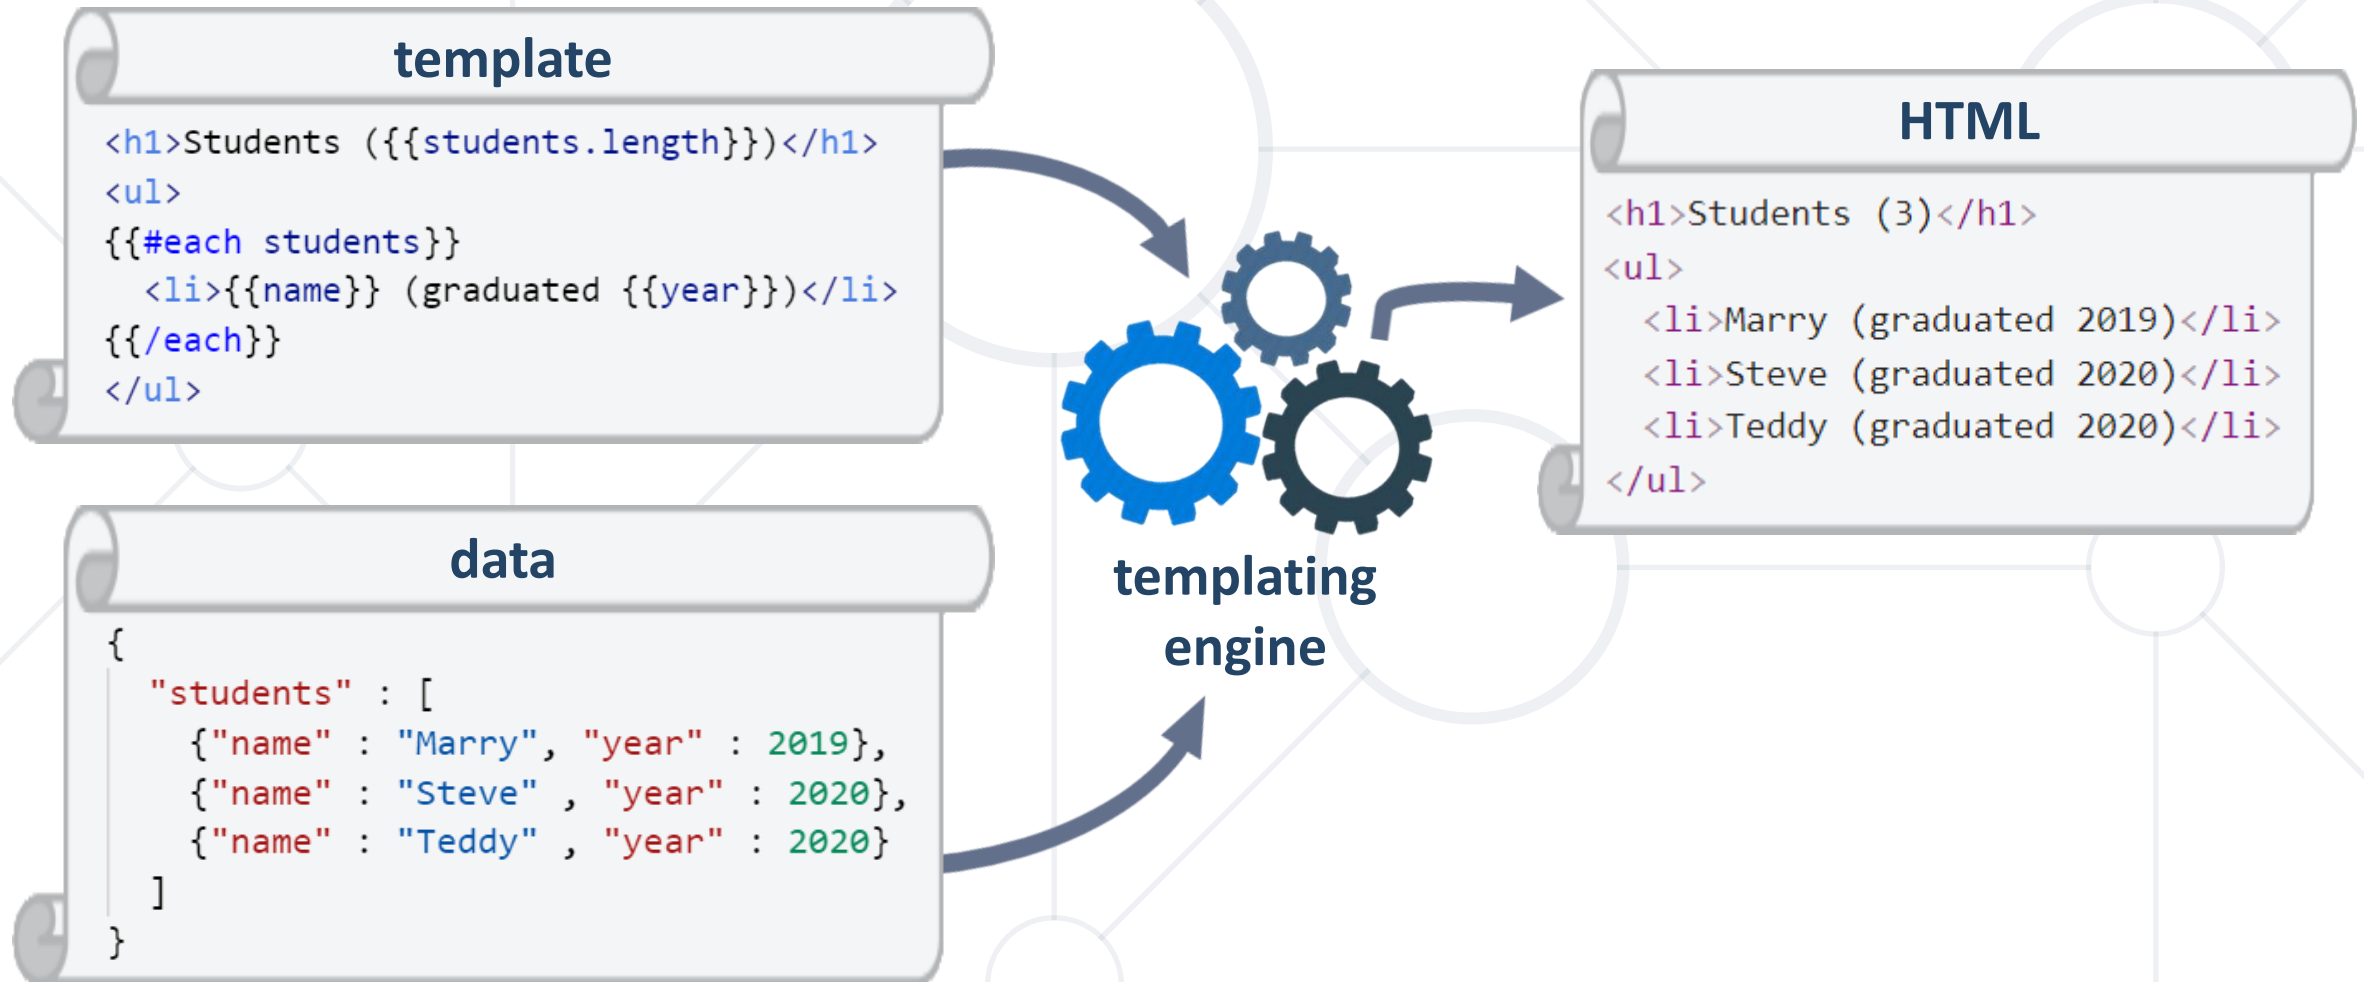 template
<h1>Students ({{students.length}})</h1>
<ul>
{{#each students}}
  <li>{{name}} (graduated {{year}})</li>
{{/each}}
</ul>
data
{
  "students" : [
    {"name" : "Marry", "year" : 2019},
    {"name" : "Steve" , "year" : 2020},
    {"name" : "Teddy" , "year" : 2020}
  ]
}
templating
engine
HTML
<h1>Students (3)</h1>
<ul>
  <li>Marry (graduated 2019)</li>
  <li>Steve (graduated 2020)</li>
  <li>Teddy (graduated 2020)</li>
</ul>